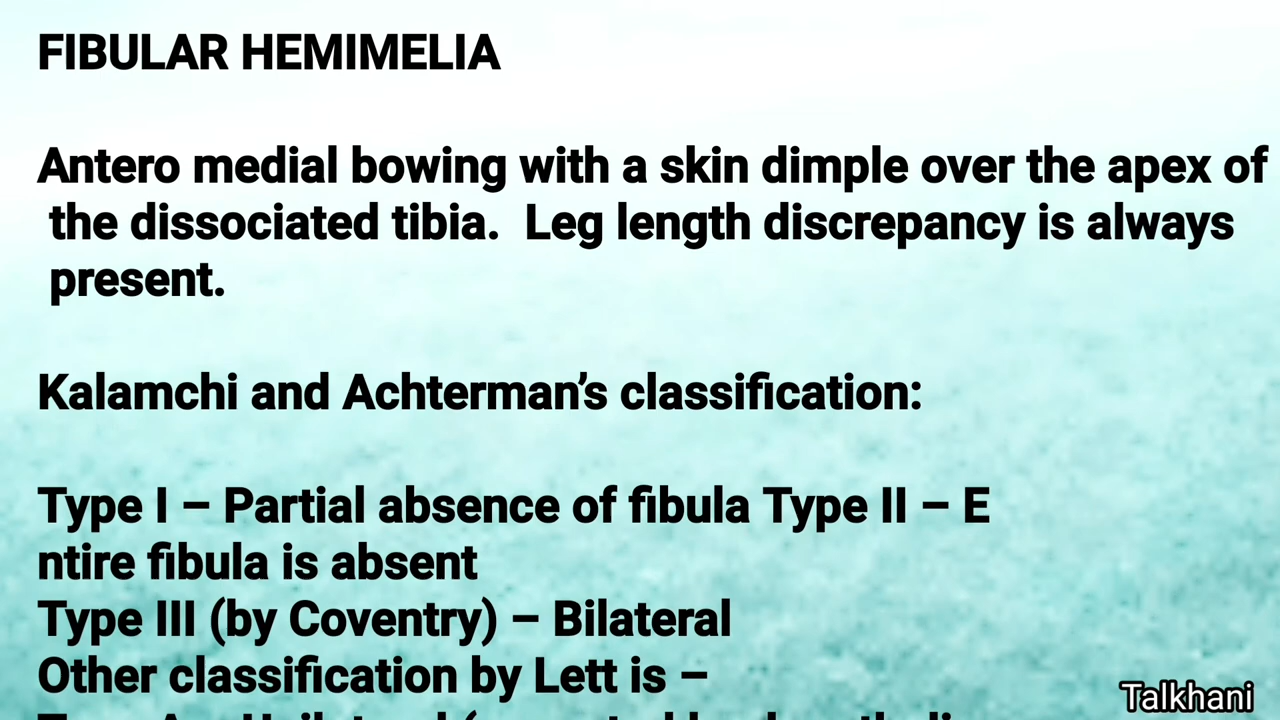 FIBULAR HEMIMELIA
Antero medial bowing with a skin dimple over the apex of
the dissociated tibia. Leg length discrepancy is always
present.
Kalamchi and Achterman’s classification:
Type I – Partial absence of fibula Type II – E
ntire fibula is absent
Type III (by Coventry) – Bilateral
Other classification by Lett is –
Talkhani